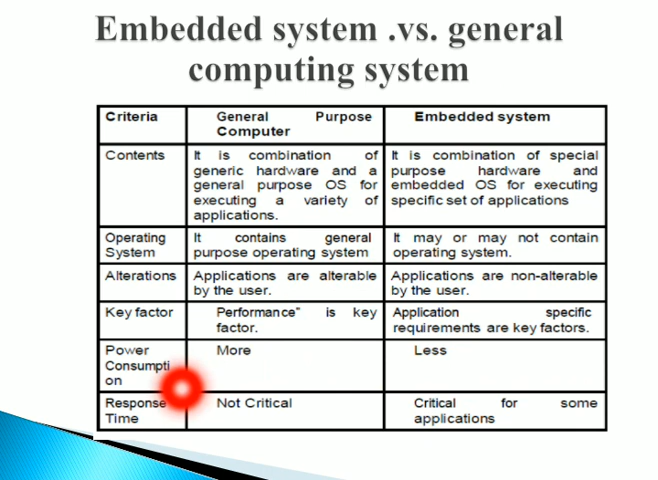 Embedded system .vs. general
computing system
Criteria
General Purpose
Computer
Embedded system
Contents
It is combination of
generic hardware and a
general purpose OS for
executing a variety of
applications.
It is combination of special
purpose hardware and
embedded OS for executing
specific set of applications
Operating
System
It contains general
purpose operating system
It may or may not contain
operating system.
Alterations
Applications are alterable
by the user.
Applications are non-alterable
by the user.
Key factor
Performance" is key
factor.
Application specific
requirements are key factors.
Power
Consumpti
on
More
Less
Response
Time
Not Critical
Critical for some
applications